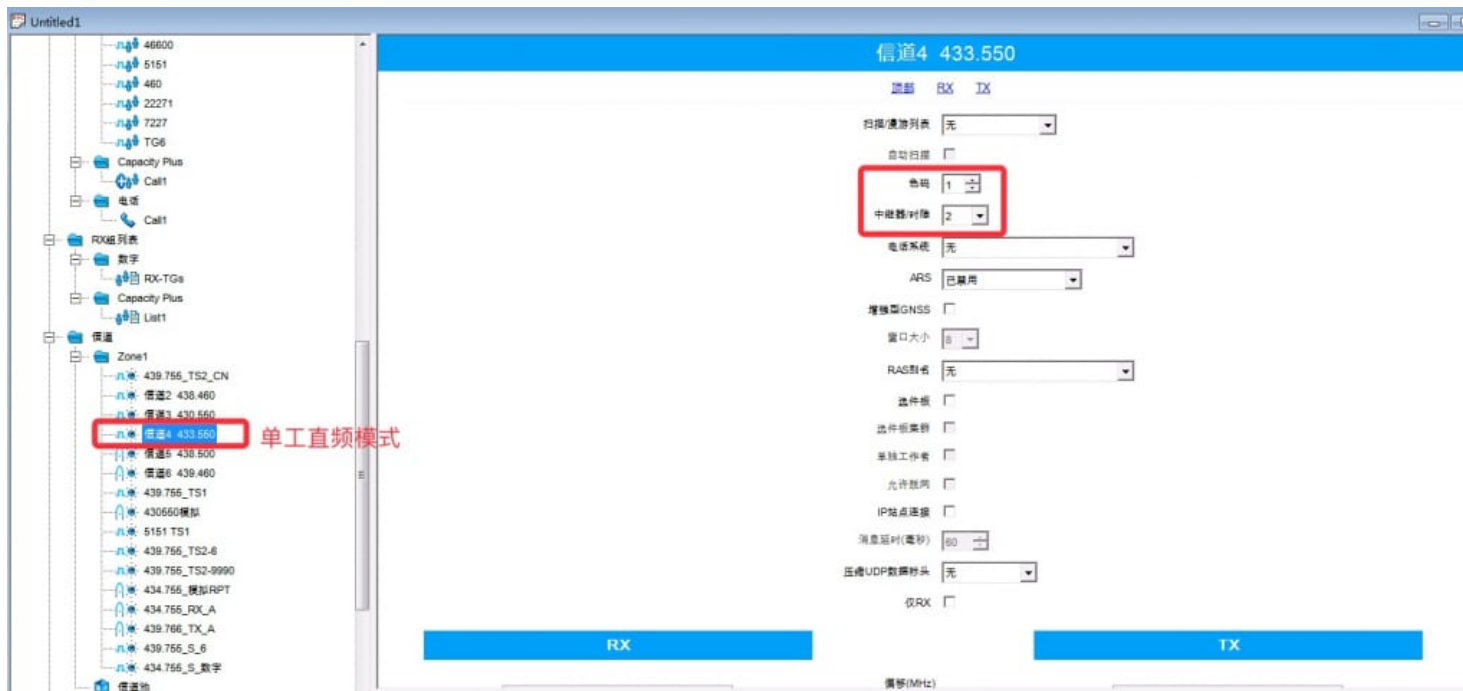 Untitled1
46600
5151
460
22271
7227
TG6
Capacity Plus
Call1
电话
Call1
RX组列表
数字
RX-TGs
Capacity Plus
List1
信道
Zone1
439.755_TS2_CN
信道2 438.460
信道3 430.550
信道4 433.550
信道5 438.500
信道6 439.460
439.755_TS1
430550模拟
5151 TS1
439.755_TS2-6
439.755_TS2-9990
434.755_模拟RPT
434.755_RX_A
439.766_TX_A
439.755_S_6
434.755_S_数字
信道池
单工直频模式
信道4 433.550
顶部 RX TX
扫描/漫游列表 无
自动扫描
色码 1
中继器/时隙 2
电话系统 无
ARS 已禁用
增强型GNSS
窗口大小 8
RAS别名 无
选件板
选件板集群
单独工作者
允许脱网
IP站点连接
消息延时(毫秒) 60
压缩UDP数据标头 无
仅RX
RX TX
偏移(MHz)